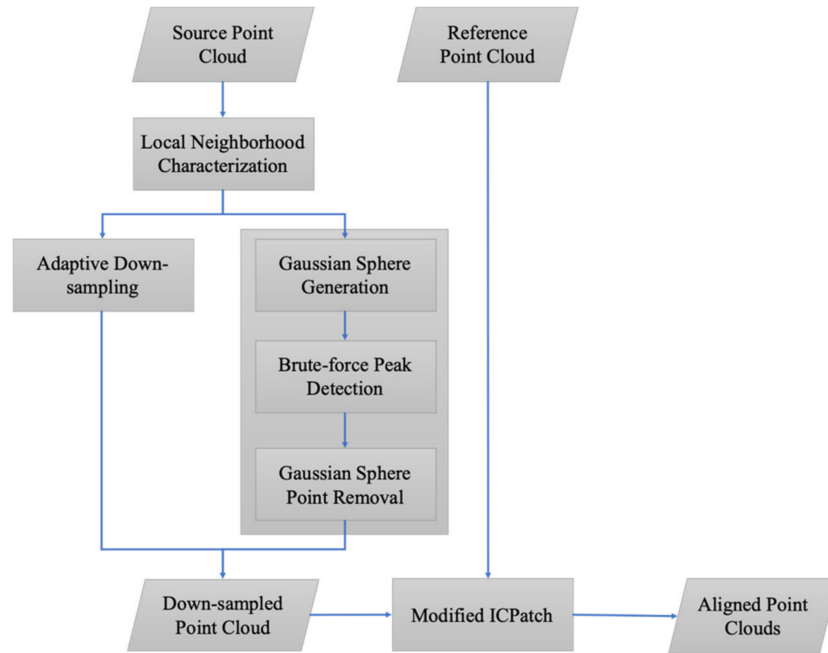 Source Point
Cloud
Reference
Point Cloud
Local Neighborhood
Characterization
Adaptive Down-
sampling
Gaussian Sphere
Generation
Brute-force Peak
Detection
Gaussian Sphere
Point Removal
Down-sampled
Point Cloud
Modified ICPatch
Aligned Point
Clouds